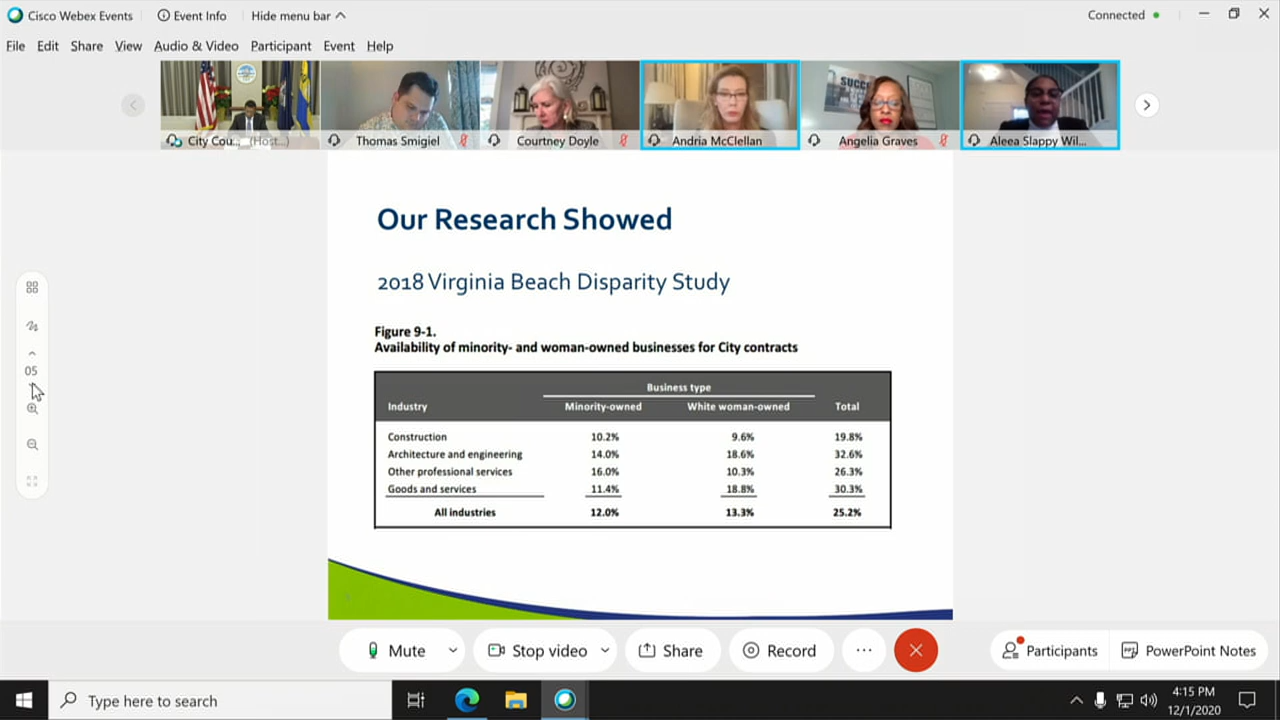 Cisco Webex Events
Event Info
Hide menu bar
Connected
File Edit Share View Audio & Video Participant Event Help
SUCC
City Cou... (Host...)
Thomas Smigiel
Courtney Doyle
Andria McClellan
Angelia Graves
Aleea Slappy Wil...
Our Research Showed
2018 Virginia Beach Disparity Study
Figure 9-1.
Availability of minority- and woman-owned businesses for City contracts
Business type
Industry Minority-owned White woman-owned Total
Construction 10.2% 9.6% 19.8%
Architecture and engineering 14.0% 18.6% 32.6%
Other professional services 16.0% 10.3% 26.3%
Goods and services 11.4% 18.8% 30.3%
All industries 12.0% 13.3% 25.2%
05
Mute
Stop video
Share
Record
Participants
PowerPoint Notes
Type here to search
4:15 PM
12/1/2020